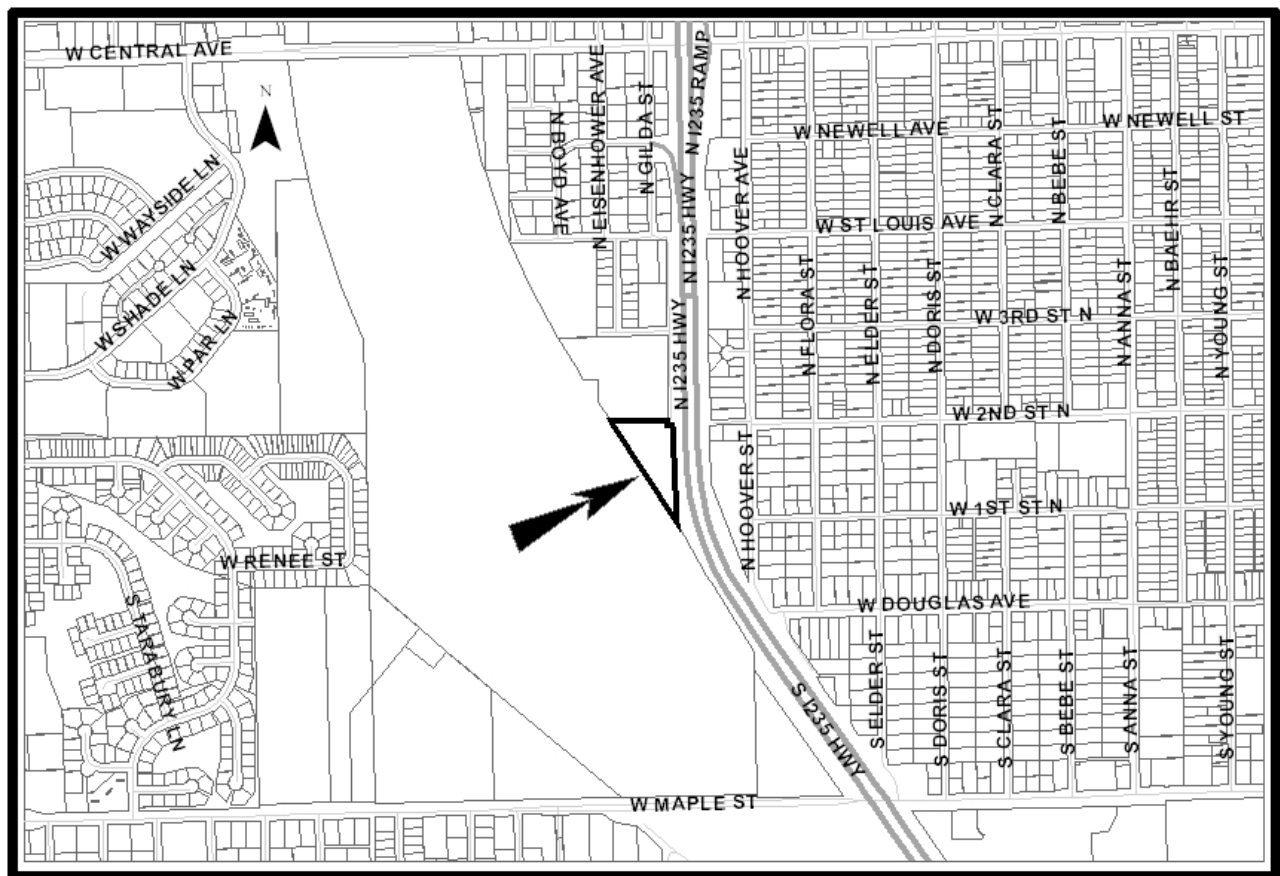 W CENTRAL AVE
N
N BOYD AVE
N EISENHOWER AVE
N GILDA ST
N I235 RAMP
N I235 HWY
N I235 HWY
N I235 HWY
N HOOVER AVE
W NEWELL AVE
W NEWELL ST
N CLARA ST
N BEBE ST
N BAEHR ST
W ST LOUIS AVE
W WAYSIDE LN
W SHADE LN
W PAR LN
N FLORA ST
N ELDER ST
N DORIS ST
W 3RD ST N
N ANNA ST
N YOUNG ST
W 2ND ST N
N HOOVER ST
W 1ST ST N
W RENEE ST
W DOUGLAS AVE
S TARABURY LN
S I235 HWY
S ELDER ST
S DORIS ST
S CLARA ST
S BEBE ST
S ANNA ST
S YOUNG ST
W MAPLE ST